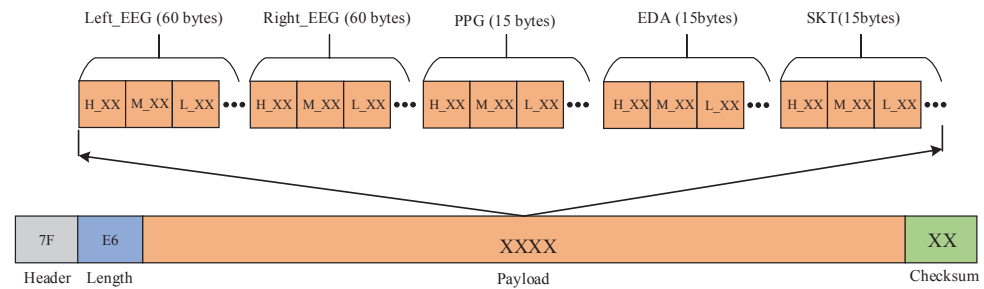 Left_EEG (60 bytes) Right_EEG (60 bytes) PPG (15 bytes) EDA (15bytes) SKT(15bytes)
H_XX M_XX L_XX ••• H_XX M_XX L_XX ••• H_XX M_XX L_XX ••• H_XX M_XX L_XX ••• H_XX M_XX L_XX •••
7F E6 XXXX XX
Header Length Payload Checksum